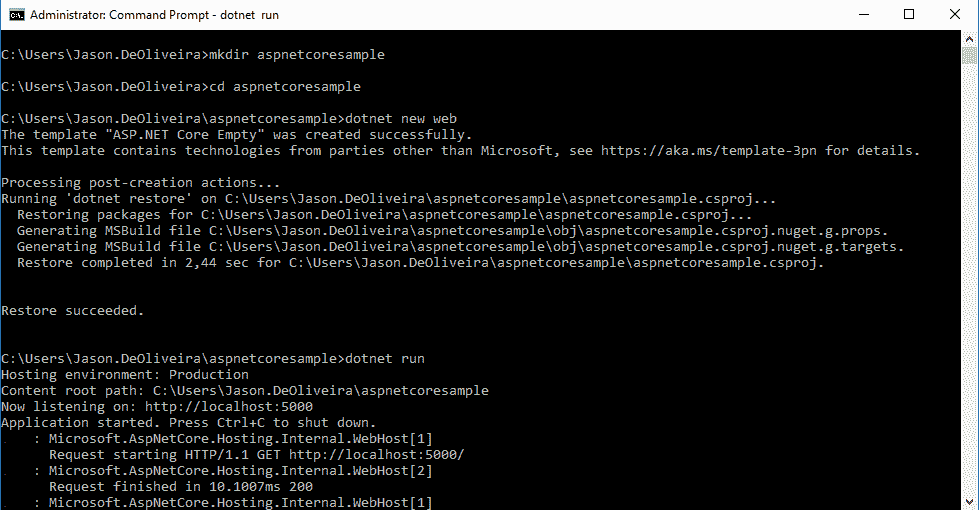 Administrator: Command Prompt - dotnet  run
C:\Users\Jason.DeOliveira>mkdir aspnetcoresample
C:\Users\Jason.DeOliveira>cd aspnetcoresample
C:\Users\Jason.DeOliveira\aspnetcoresample>dotnet new web
The template "ASP.NET Core Empty" was created successfully.
This template contains technologies from parties other than Microsoft, see https://aka.ms/template-3pn for details.
Processing post-creation actions...
Running 'dotnet restore' on C:\Users\Jason.DeOliveira\aspnetcoresample\aspnetcoresample.csproj...
  Restoring packages for C:\Users\Jason.DeOliveira\aspnetcoresample\aspnetcoresample.csproj...
  Generating MSBuild file C:\Users\Jason.DeOliveira\aspnetcoresample\obj\aspnetcoresample.csproj.nuget.g.props.
  Generating MSBuild file C:\Users\Jason.DeOliveira\aspnetcoresample\obj\aspnetcoresample.csproj.nuget.g.targets.
  Restore completed in 2,44 sec for C:\Users\Jason.DeOliveira\aspnetcoresample\aspnetcoresample.csproj.
Restore succeeded.
C:\Users\Jason.DeOliveira\aspnetcoresample>dotnet run
Hosting environment: Production
Content root path: C:\Users\Jason.DeOliveira\aspnetcoresample
Now listening on: http://localhost:5000
Application started. Press Ctrl+C to shut down.
    : Microsoft.AspNetCore.Hosting.Internal.WebHost[1]
      Request starting HTTP/1.1 GET http://localhost:5000/
    : Microsoft.AspNetCore.Hosting.Internal.WebHost[2]
      Request finished in 10.1007ms 200
    : Microsoft.AspNetCore.Hosting.Internal.WebHost[1]